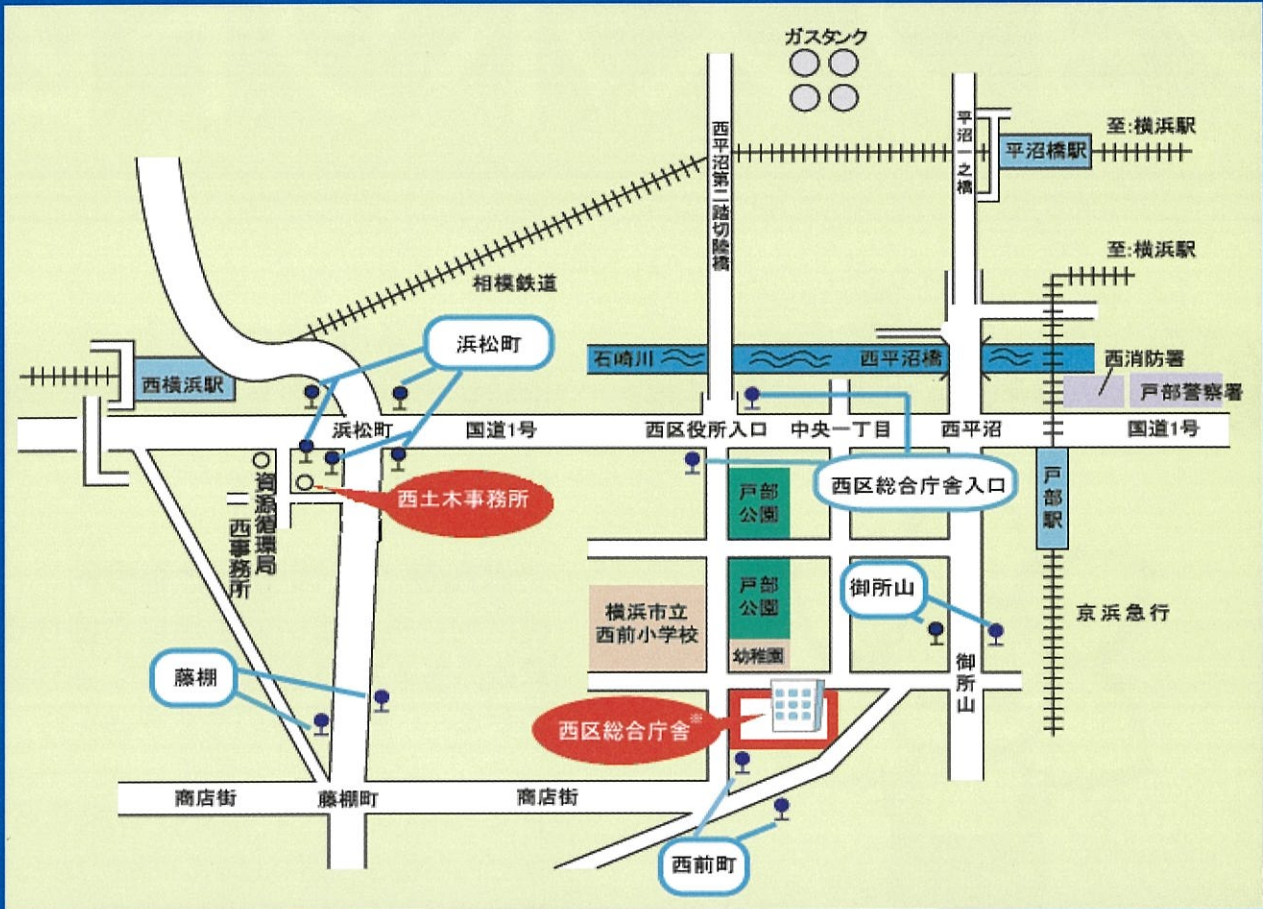 ガスタンク
西平沼第二踏切陸橋
平沼一之橋
平沼橋駅
至:横浜駅
至:横浜駅
相模鉄道
浜松町
石崎川
西平沼橋
西消防署
戸部警察署
西横浜駅
浜松町
国道1号
西区役所入口
中央一丁目
西平沼
国道1号
西区総合庁舎入口
戸部駅
資源循環局
西事務所
西土木事務所
戸部
公園
戸部
公園
幼稚園
横浜市立
西前小学校
御所山
御所山
京浜急行
藤棚
西区総合庁舎※
商店街
藤棚町
商店街
西前町